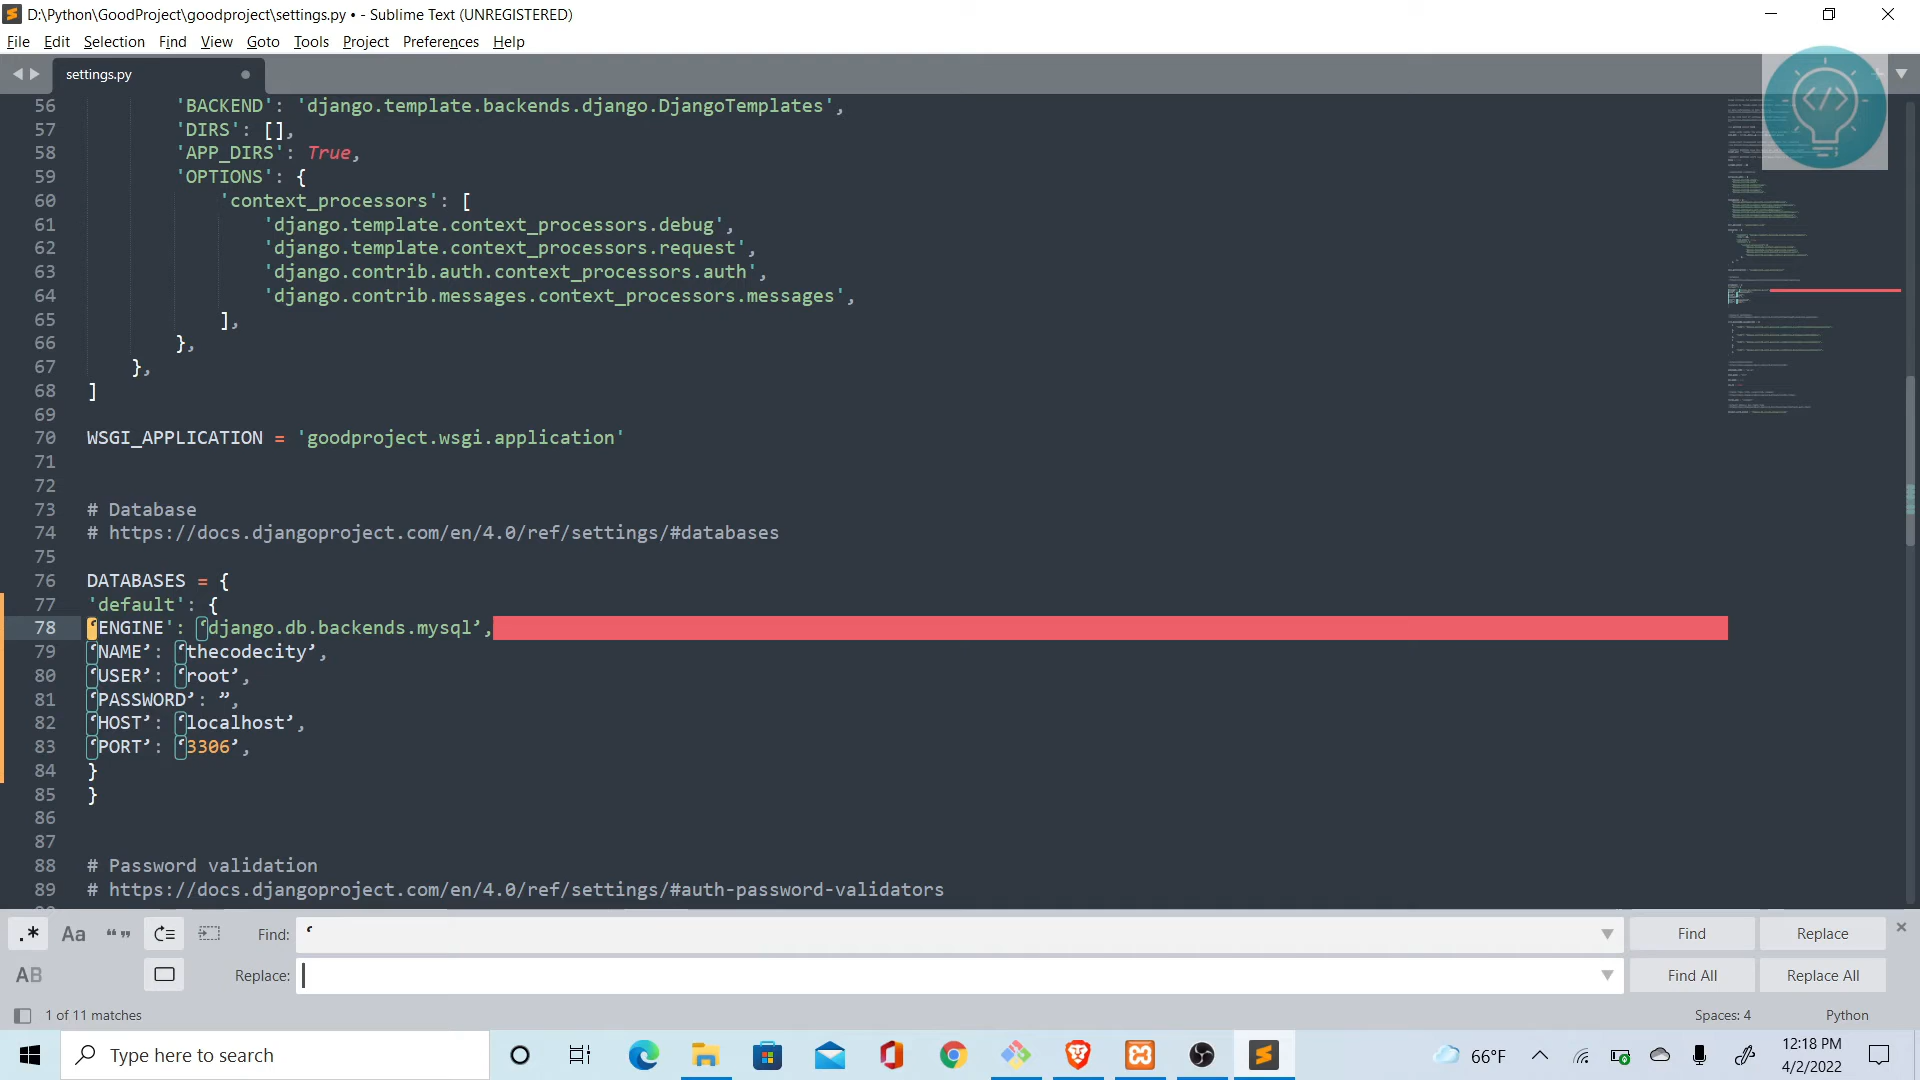 D:\Python\GoodProject\goodproject\settings.py • - Sublime Text (UNREGISTERED)
File Edit Selection Find View Goto Tools Project Preferences Help
settings.py
56 'BACKEND': 'django.template.backends.django.DjangoTemplates',
57 'DIRS': [],
58 'APP_DIRS': True,
59 'OPTIONS': {
60 'context_processors': [
61 'django.template.context_processors.debug',
62 'django.template.context_processors.request',
63 'django.contrib.auth.context_processors.auth',
64 'django.contrib.messages.context_processors.messages',
65 ],
66 },
67 },
68 ]
69
70 WSGI_APPLICATION = 'goodproject.wsgi.application'
71
72
73 # Database
74 # https://docs.djangoproject.com/en/4.0/ref/settings/#databases
75
76 DATABASES = {
77 'default': {
78 ‘ENGINE': ‘django.db.backends.mysql’,
79 ‘NAME’: ‘thecodecity’,
80 ‘USER’: ‘root’,
81 ‘PASSWORD’: ”,
82 ‘HOST’: ‘localhost’,
83 ‘PORT’: ‘3306’,
84 }
85 }
86
87
88 # Password validation
89 # https://docs.djangoproject.com/en/4.0/ref/settings/#auth-password-validators
.* Aa “” Find: ‘ Find Replace
AB Replace: Find All Replace All
1 of 11 matches Spaces: 4 Python
Type here to search 66°F 12:18 PM
4/2/2022